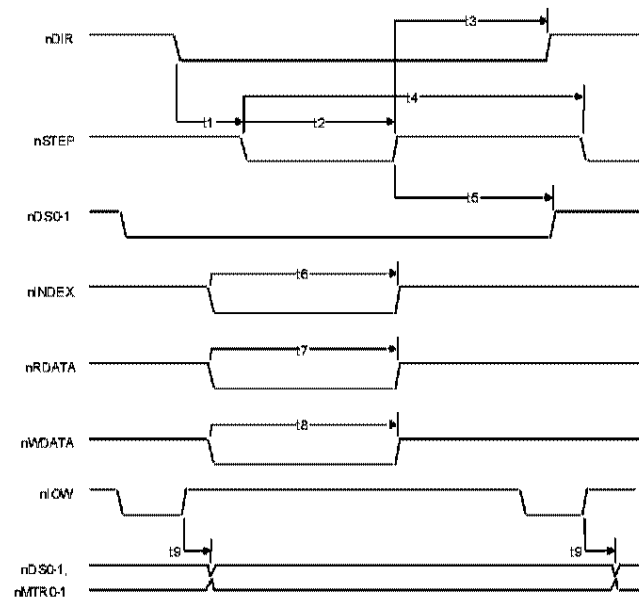 nDIR
t3
t4
t1
t2
nSTEP
t5
nDS0-1
t6
nINDEX
t7
nRDATA
t8
nWDATA
nIOW
t9
t9
nDS0-1,
nMTR0-1